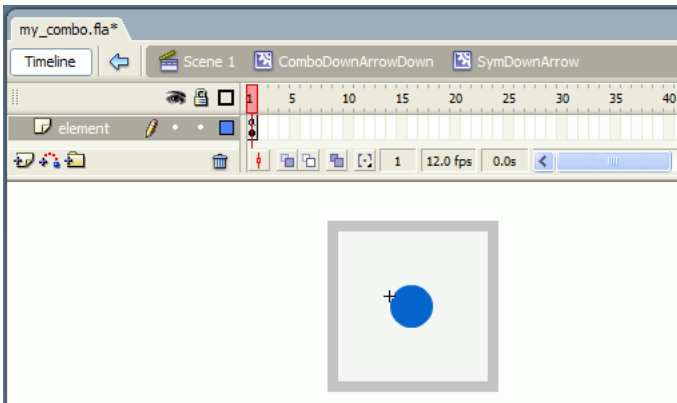 my_combo.fla*
Timeline Scene 1 ComboDownArrowDown SymDownArrow
1 5 10 15 20 25 30 35 40
element
1 12.0 fps 0.0s